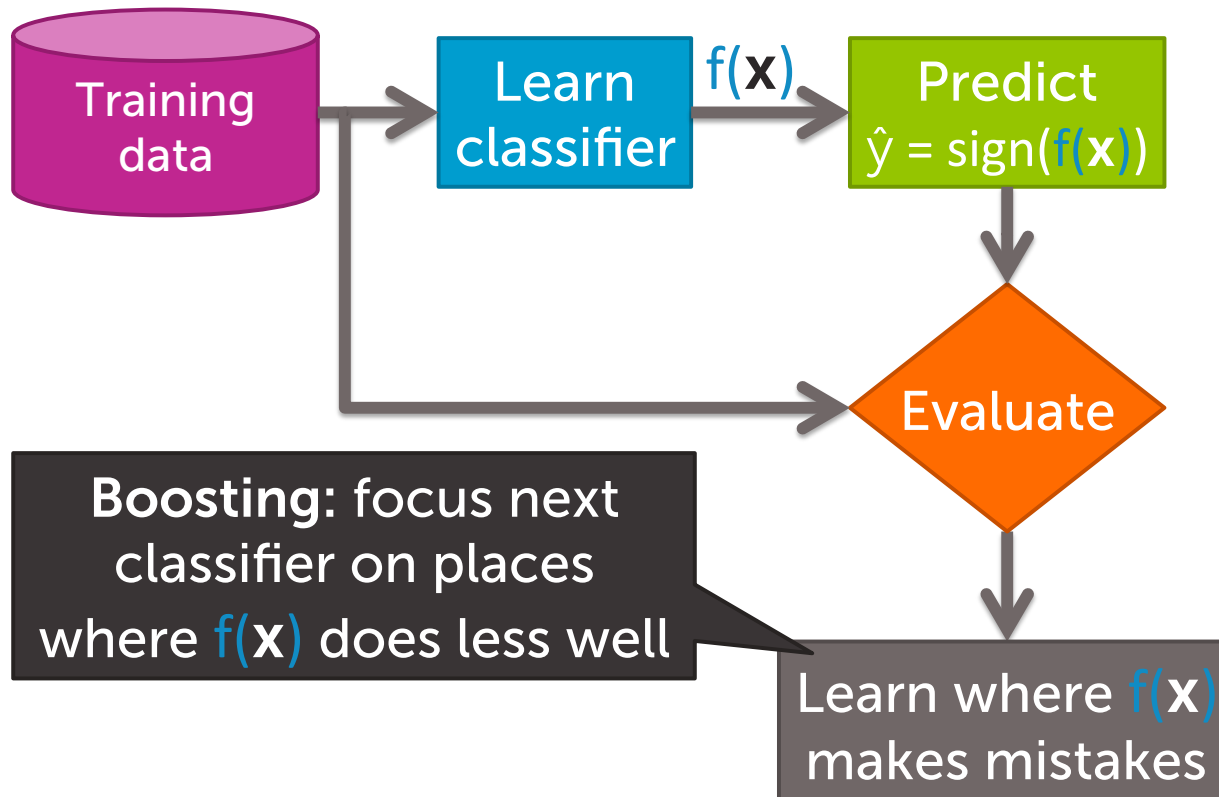 Training
data
Learn
classifier
f(x)
Predict
ŷ = sign(f(x))
Evaluate
Boosting: focus next
classifier on places
where f(x) does less well
Learn where f(x)
makes mistakes